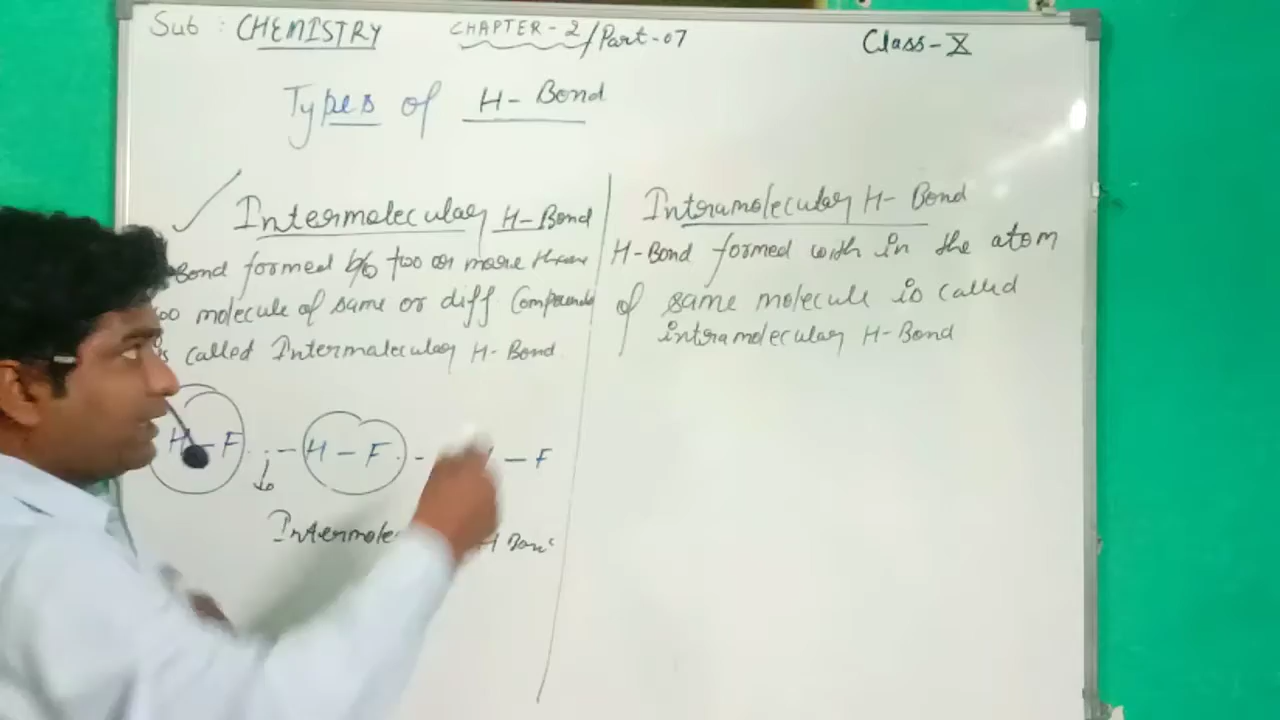 Sub : CHEMISTRY CHAPTER-2/Part-07 Class-X
Types of H-Bond
Intermolecular H-Bond
Bond formed b/w two or more than
molecule of same or diff Compounds
is called Intermolecular H-Bond
H-F...-H-F.- -F
H Bon
Intramolecular H-Bond
H-Bond formed with in the atom
of same molecule is called
intramolecular H-Bond